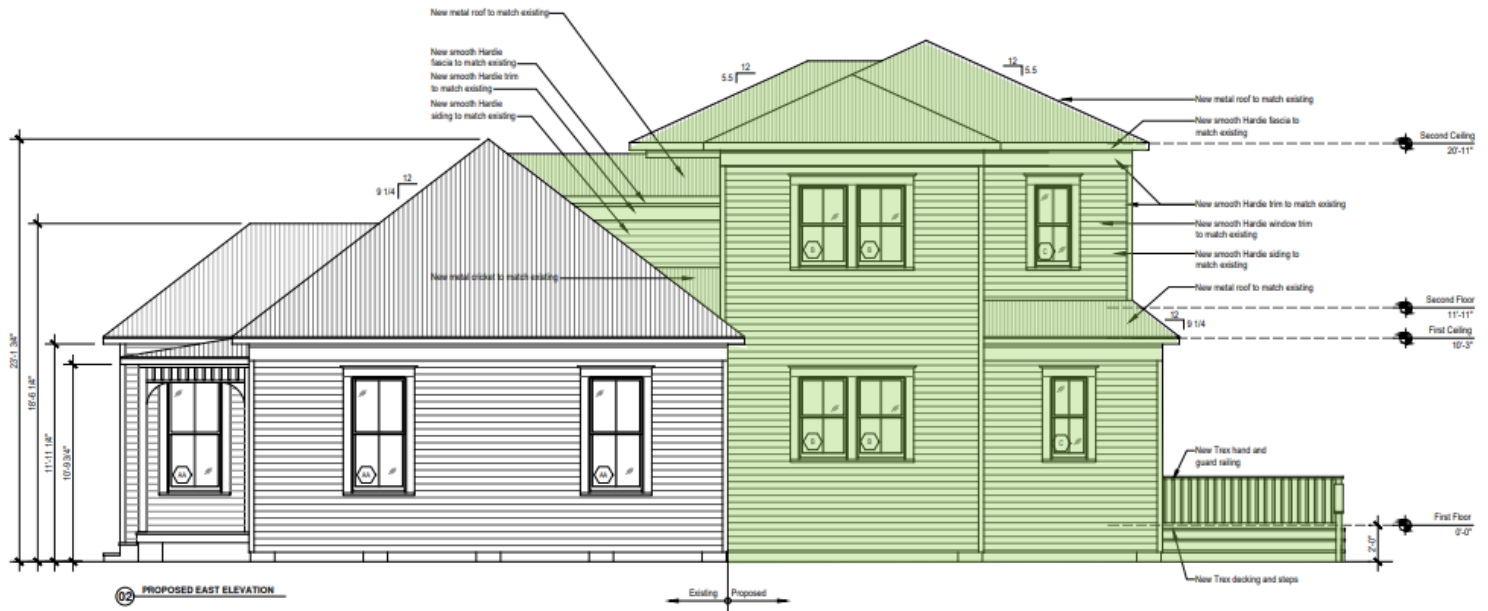 New metal roof to match existing
New smooth Hardie
fascia to match existing
New smooth Hardie trim
to match existing
New smooth Hardie
siding to match existing
12
5.5
12
5.5
New metal roof to match existing
New smooth Hardie fascia to
match existing
Second Ceiling
20'-11"
12
9 1/4
New smooth Hardie trim to match existing
New smooth Hardie window trim
to match existing
New smooth Hardie siding to
match existing
B
B
C
New metal cricket to match existing
New metal roof to match existing
Second Floor
11'-11"
12
9 1/4
First Ceiling
10'-3"
23'-1 3/4"
18'-6 1/4"
11'-11 1/4"
10'-9 3/4"
AA
AA
AA
B
B
C
New Trex hand and
guard railing
First Floor
0'-0"
2'-0"
New Trex decking and steps
02 PROPOSED EAST ELEVATION
Existing Proposed